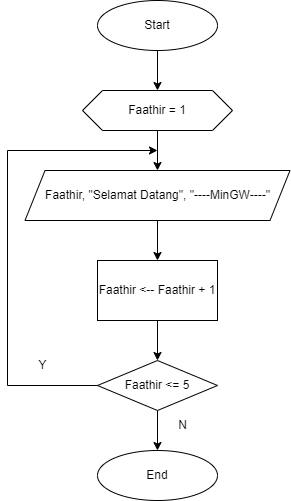 Start
Faathir = 1
Faathir, "Selamat Datang", "----MinGW----"
Faathir <-- Faathir + 1
Faathir <= 5
Y
N
End